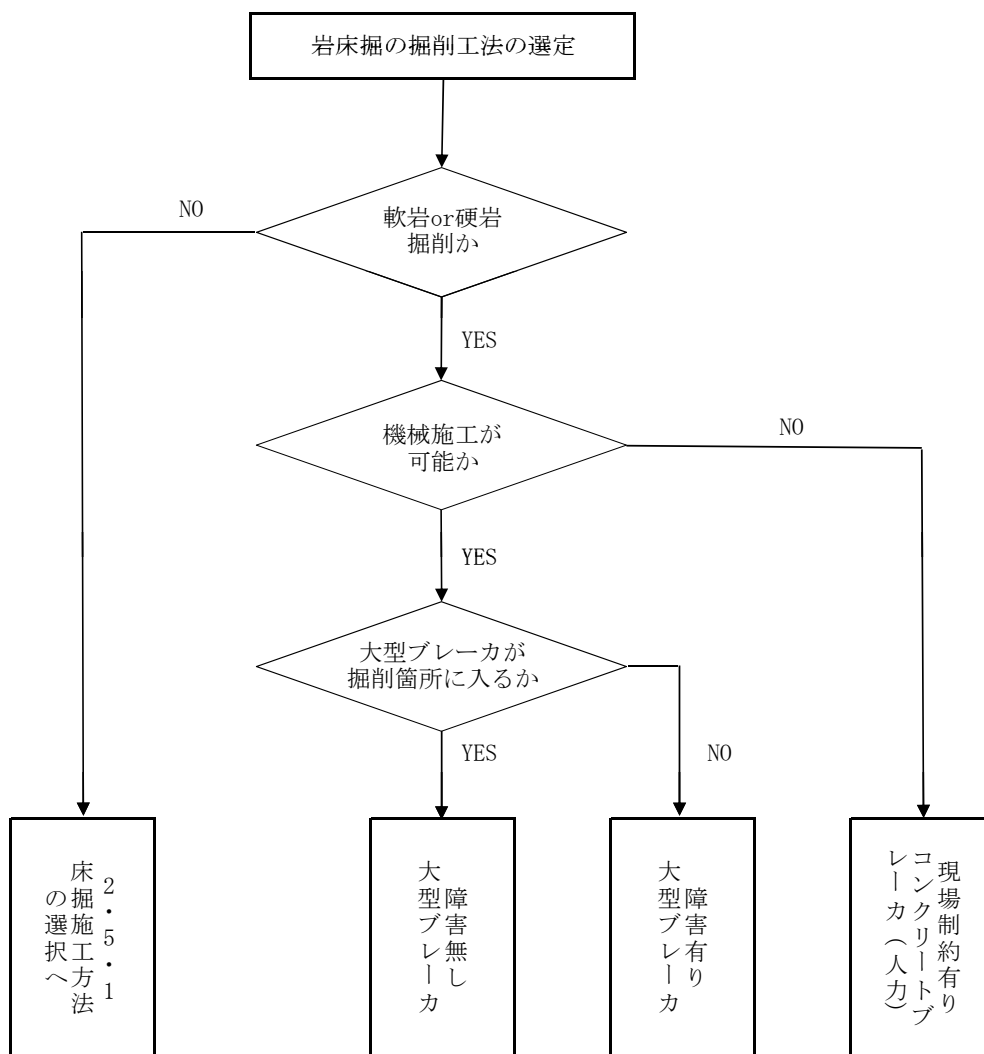 岩床掘の掘削工法の選定
軟岩or硬岩
掘削か
NO
YES
機械施工が
可能か
NO
YES
大型ブレーカが
掘削箇所に入るか
YES
NO
2・5・1
床掘施工方法
の選択へ
障害無し
大型ブレーカ
障害有り
大型ブレーカ
現場制約有り
コンクリートブ
レーカ（人力）